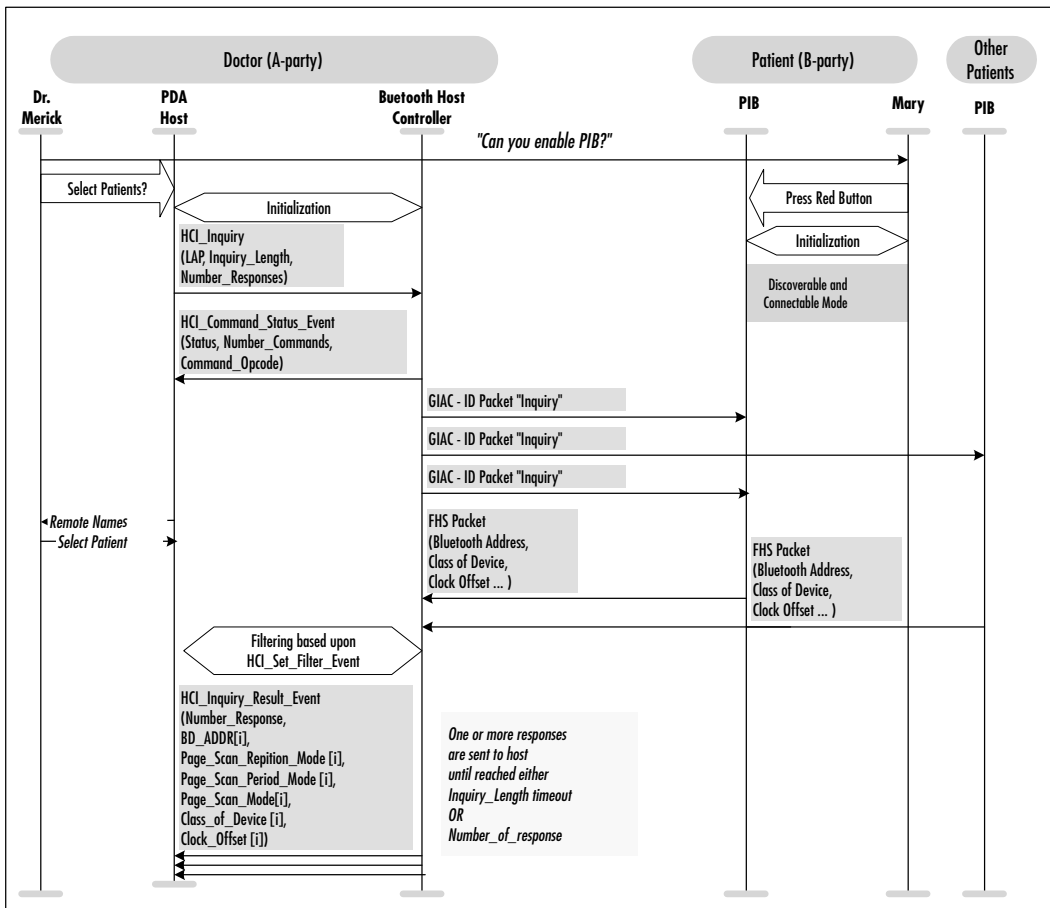 Doctor (A-party)
Patient (B-party)
Other
Patients
Dr.
Merick
PDA
Host
Buetooth Host
Controller
PIB
Mary
PIB
"Can you enable PIB?"
Select Patients?
Press Red Button
Initialization
Initialization
HCI_Inquiry
(LAP, Inquiry_Length,
Number_Responses)
Discoverable and
Connectable Mode
HCI_Command_Status_Event
(Status, Number_Commands,
Command_Opcode)
GIAC - ID Packet "Inquiry"
GIAC - ID Packet "Inquiry"
GIAC - ID Packet "Inquiry"
Remote Names
Select Patient
FHS Packet
(Bluetooth Address,
Class of Device,
Clock Offset ... )
FHS Packet
(Bluetooth Address,
Class of Device,
Clock Offset ... )
Filtering based upon
HCI_Set_Filter_Event
HCI_Inquiry_Result_Event
(Number_Response,
BD_ADDR[i],
Page_Scan_Repition_Mode [i],
Page_Scan_Period_Mode [i],
Page_Scan_Mode[i],
Class_of_Device [i],
Clock_Offset [i])
One or more responses
are sent to host
until reached either
Inquiry_Length timeout
OR
Number_of_response